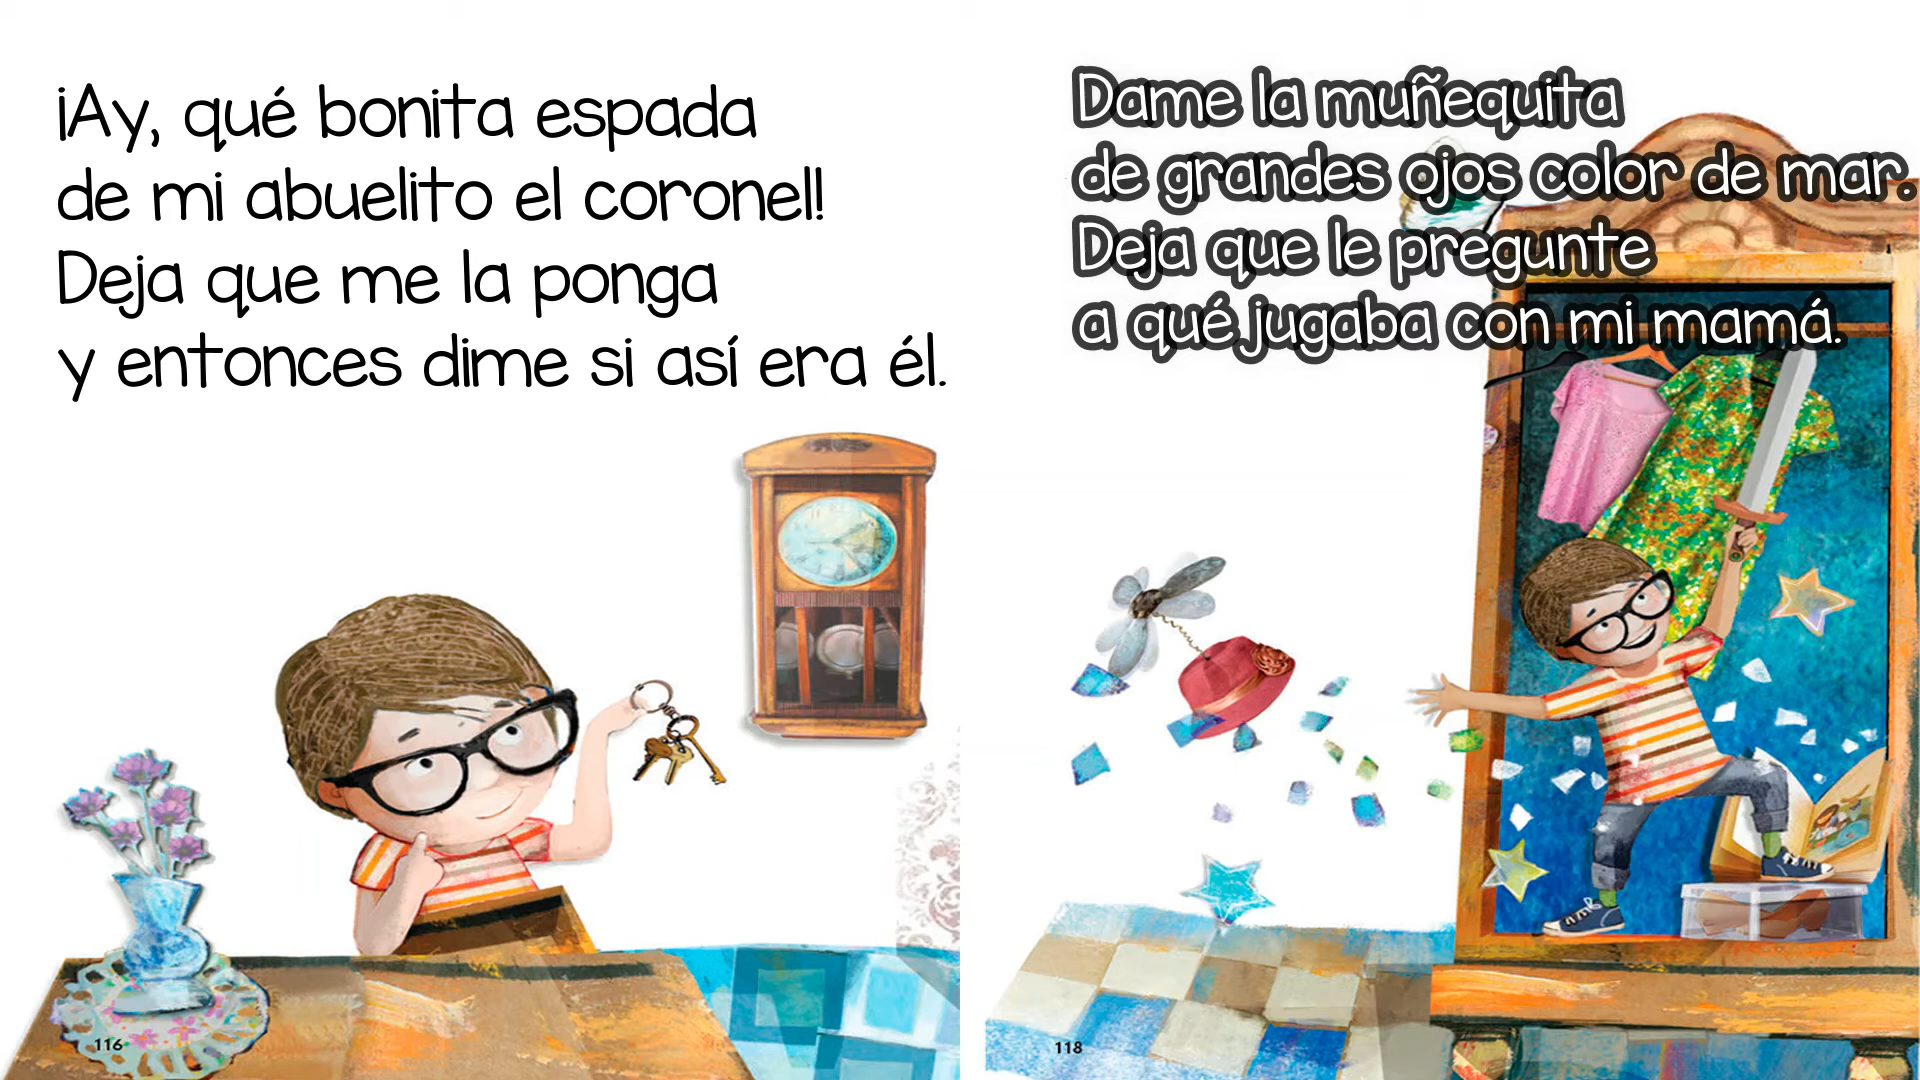 ¡Ay, qué bonita espada
de mi abuelito el coronel!
Deja que me la ponga
y entonces dime si así era él.
116
Dame la muñequita
de grandes ojos color de mar.
Deja que le pregunte
a qué jugaba con mi mamá.
118